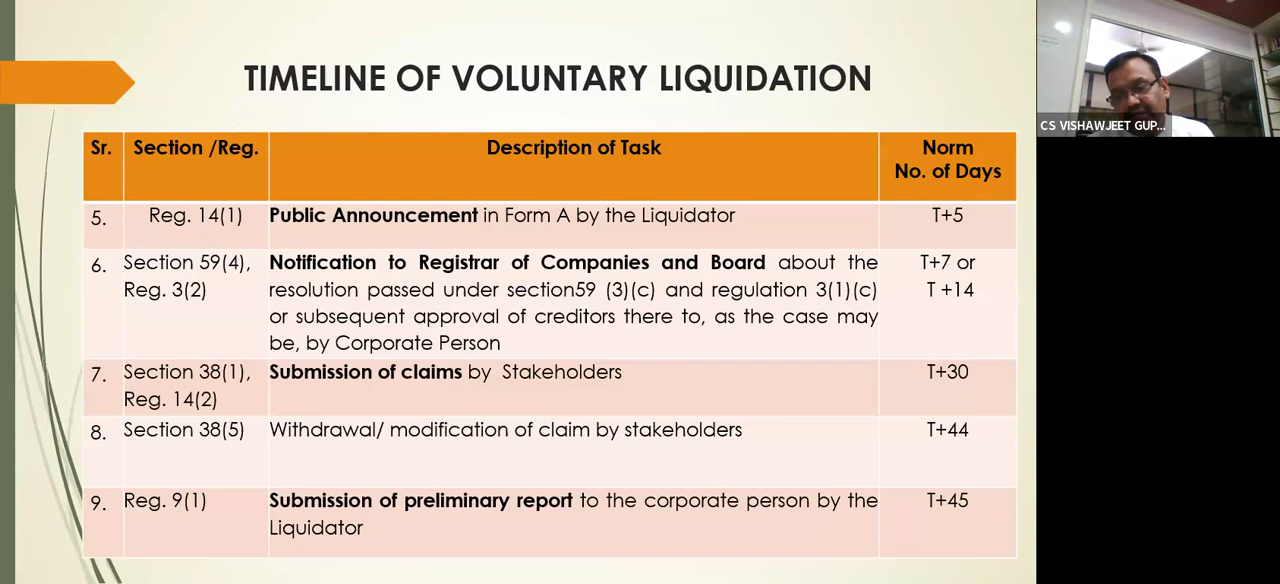 TIMELINE OF VOLUNTARY LIQUIDATION
Sr. Section /Reg. Description of Task Norm
No. of Days
5. Reg. 14(1) Public Announcement in Form A by the Liquidator T+5
6. Section 59(4), Notification to Registrar of Companies and Board about the T+7 or
Reg. 3(2) resolution passed under section59 (3)(c) and regulation 3(1)(c) T +14
or subsequent approval of creditors there to, as the case may
be, by Corporate Person
7. Section 38(1), Submission of claims by Stakeholders T+30
Reg. 14(2)
8. Section 38(5) Withdrawal/ modification of claim by stakeholders T+44
9. Reg. 9(1) Submission of preliminary report to the corporate person by the T+45
Liquidator
CS VISHAWJEET GUP...